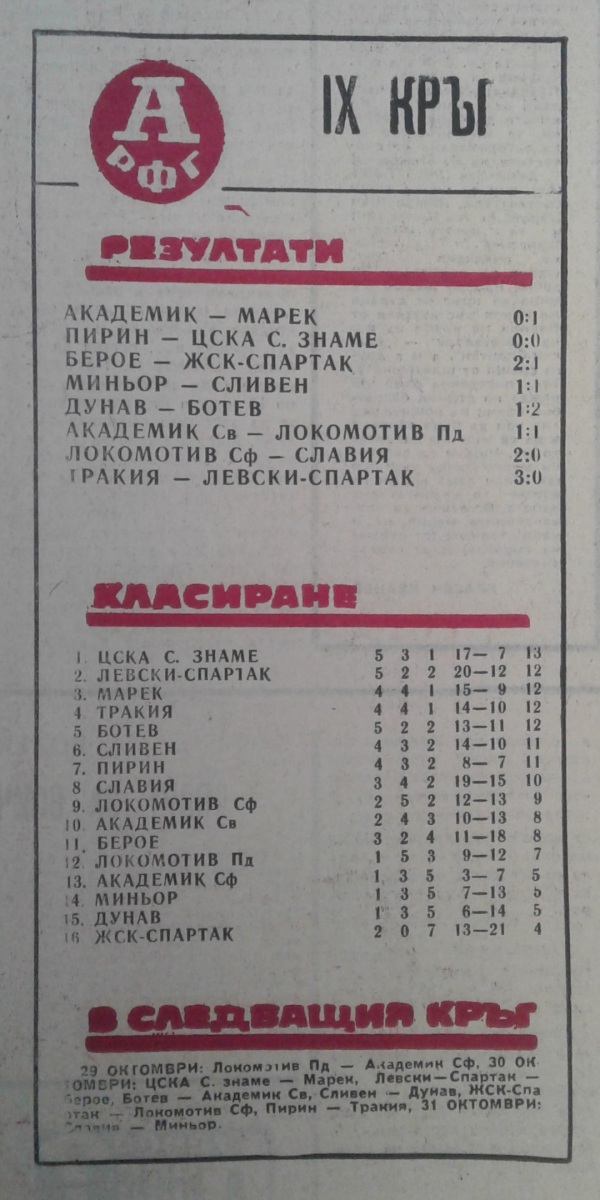 А
РФГ
IX КРЪГ
РЕЗУЛТАТИ
АКАДЕМИК — МАРЕК 0:1
ПИРИН — ЦСКА С. ЗНАМЕ 0:0
БЕРОЕ — ЖСК-СПАРТАК 2:1
МИНЬОР — СЛИВЕН 1:1
ДУНАВ — БОТЕВ 1:2
АКАДЕМИК Св — ЛОКОМОТИВ Пд 1:1
ЛОКОМОТИВ Сф — СЛАВИЯ 2:0
ТРАКИЯ — ЛЕВСКИ-СПАРТАК 3:0
КЛАСИРАНЕ
1. ЦСКА С. ЗНАМЕ 5 3 1 17— 7 13
2. ЛЕВСКИ-СПАРТАК 5 2 2 20—12 12
3. МАРЕК 4 4 1 15— 9 12
4 ТРАКИЯ 4 4 1 14—10 12
5 БОТЕВ 5 2 2 13—11 12
6. СЛИВЕН 4 3 2 14—10 11
7. ПИРИН 4 3 2 8— 7 11
8 СЛАВИЯ 3 4 2 19—15 10
9. ЛОКОМОТИВ Сф 2 5 2 12—13 9
10. АКАДЕМИК Св 2 4 3 10—13 8
11. БЕРОЕ 3 2 4 11—18 8
12. ЛОКОМОТИВ Пд 1 5 3 9—12 7
13. АКАДЕМИК Сф 1 3 5 3— 7 5
14. МИНЬОР 1 3 5 7—13 5
15. ДУНАВ 1 3 5 6—14 5
16 ЖСК-СПАРТАК 2 0 7 13—21 4
В СЛЕДВАЩИЯ КРЪГ
29 ОКТОМВРИ: Локомотив Пд — Академик Сф, 30 ОК
ТОМВРИ: ЦСКА С. знаме — Марек, Левски—Спартак —
Берое, Ботев — Академик Св, Сливен — Дунав, ЖСК-Спа
ртак — Локомотив Сф, Пирин — Тракия, 31 ОКТОМВРИ:
Славия — Миньор.